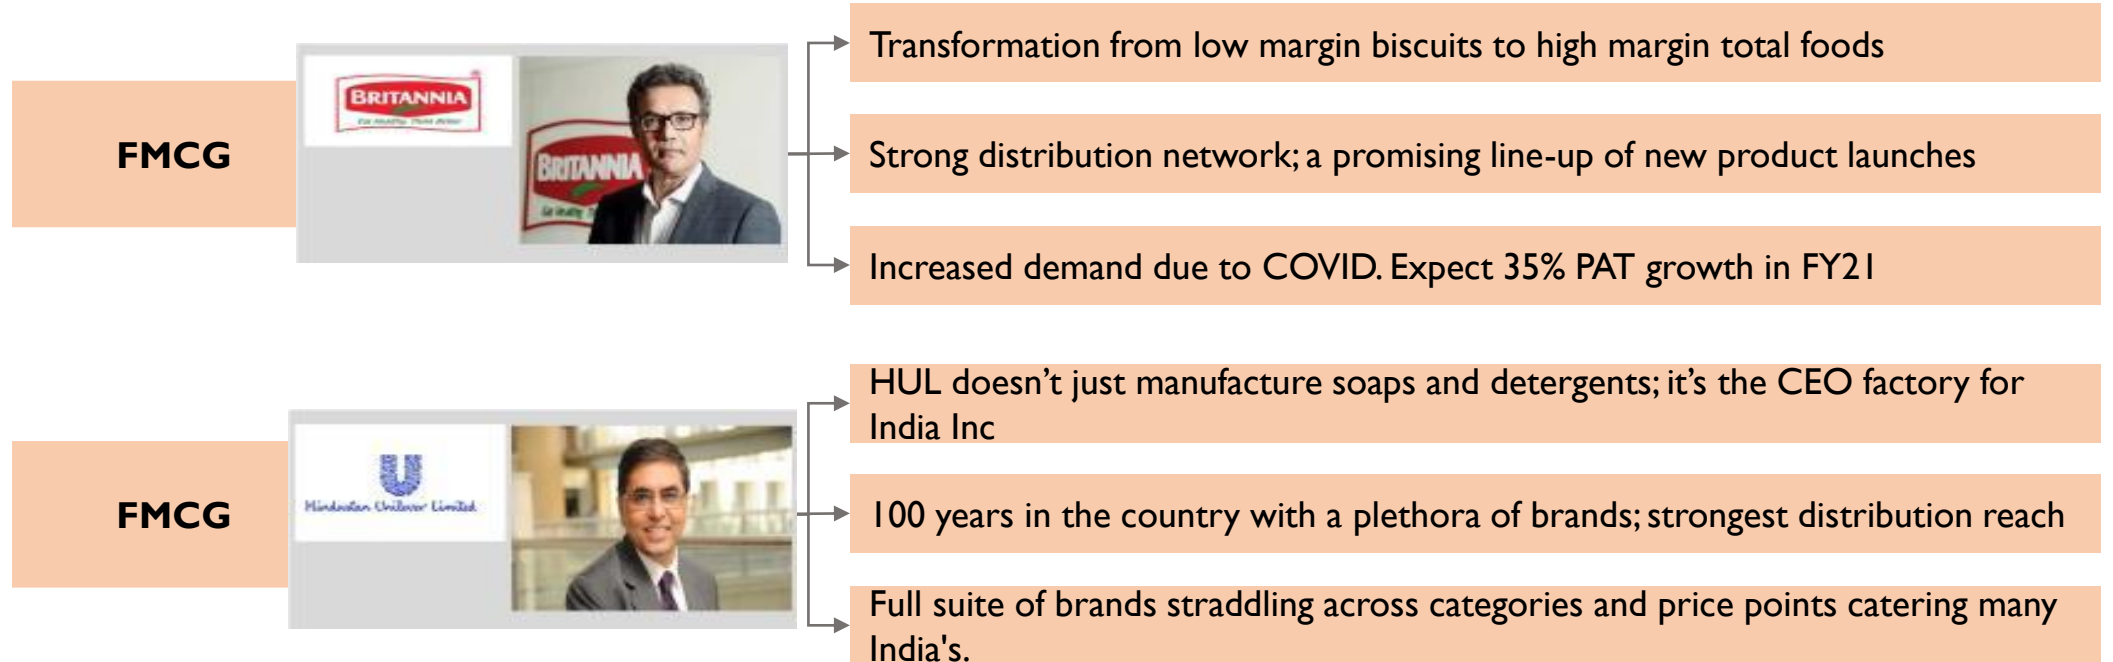 FMCG
BRITANNIA
BRITANNIA
Transformation from low margin biscuits to high margin total foods
Strong distribution network; a promising line-up of new product launches
Increased demand due to COVID. Expect 35% PAT growth in FY21
FMCG
Hindustan Unilever Limited
HUL doesn’t just manufacture soaps and detergents; it’s the CEO factory for
India Inc
100 years in the country with a plethora of brands; strongest distribution reach
Full suite of brands straddling across categories and price points catering many
India's.